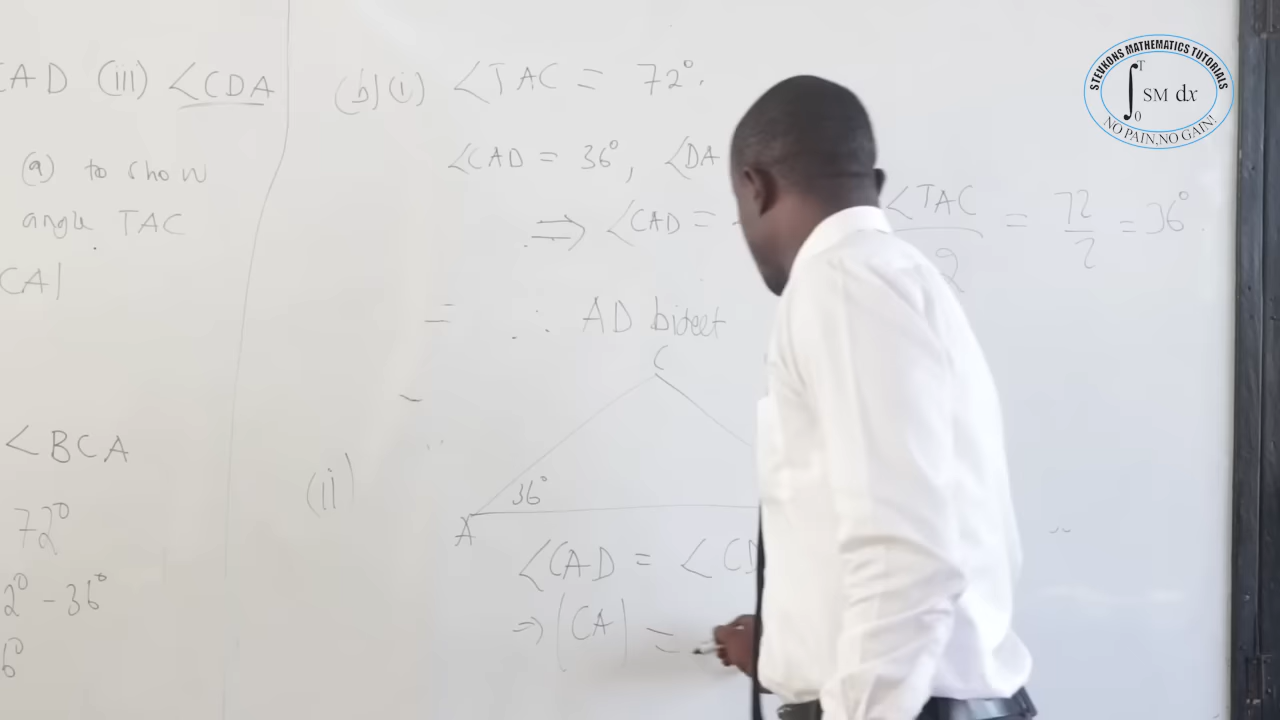 CAD (iii) <CDA
(a) to show
angle TAC
CA|
<BCA
72°
2° - 36°
6°
(b)(i) <TAC = 72°.
<CAD = 36°, <DA
⇒ <CAD = <TAC/2 = 72/2 = 36°.
= ∴ AD bisect
C
(ii)
36°
A
<CAD = <CD
⇒ |CA| =
STEUKONS MATHEMATICS TUTORIALS
∫ T 0 SM dx
NO PAIN,NO GAIN!